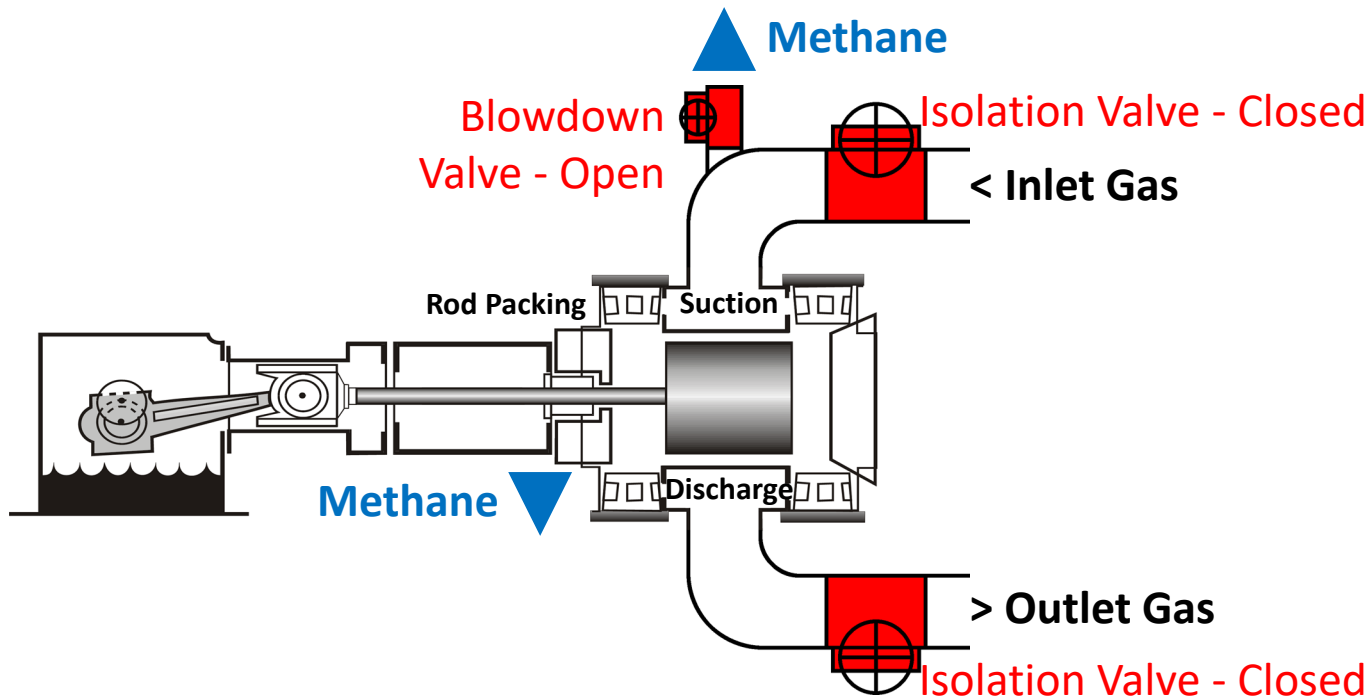 Methane
Blowdown
Valve - Open
Isolation Valve - Closed
< Inlet Gas
Rod Packing
Suction
Discharge
Methane
> Outlet Gas
Isolation Valve - Closed